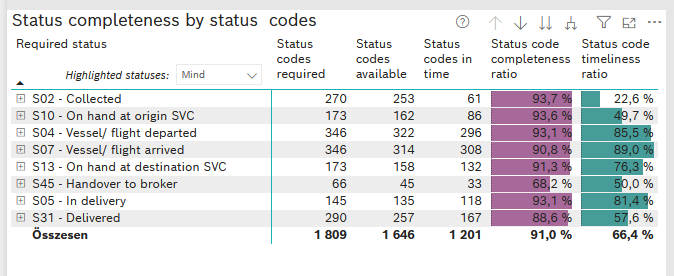 Status completeness by status codes
Required status Status codes required Status codes available Status codes in time Status code completeness ratio Status code timeliness ratio
Highlighted statuses: Mind
S02 - Collected 270 253 61 93,7 % 22,6 %
S10 - On hand at origin SVC 173 162 86 93,6 % 49,7 %
S04 - Vessel/ flight departed 346 322 296 93,1 % 85,5 %
S07 - Vessel/ flight arrived 346 314 308 90,8 % 89,0 %
S13 - On hand at destination SVC 173 158 132 91,3 % 76,3 %
S45 - Handover to broker 66 45 33 68,2 % 50,0 %
S05 - In delivery 145 135 118 93,1 % 81,4 %
S31 - Delivered 290 257 167 88,6 % 57,6 %
Összesen 1 809 1 646 1 201 91,0 % 66,4 %